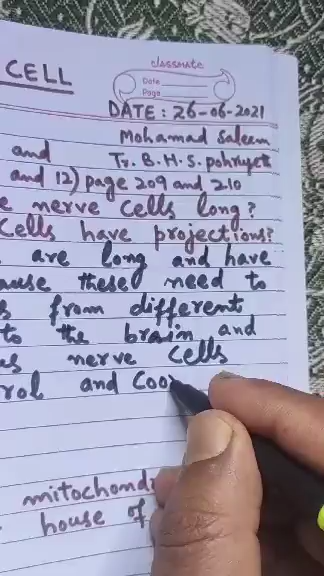 CELL
classmate
Date
Page
DATE : 26-06-2021
Mohamad Saleem
and Tr. B. H. S.
and 12) page 209 and 210
nerve cells long?
Cells have projections?
are long and have
these need to
from different
to the brain and
nerve cells
and Coo
mitochond
house of